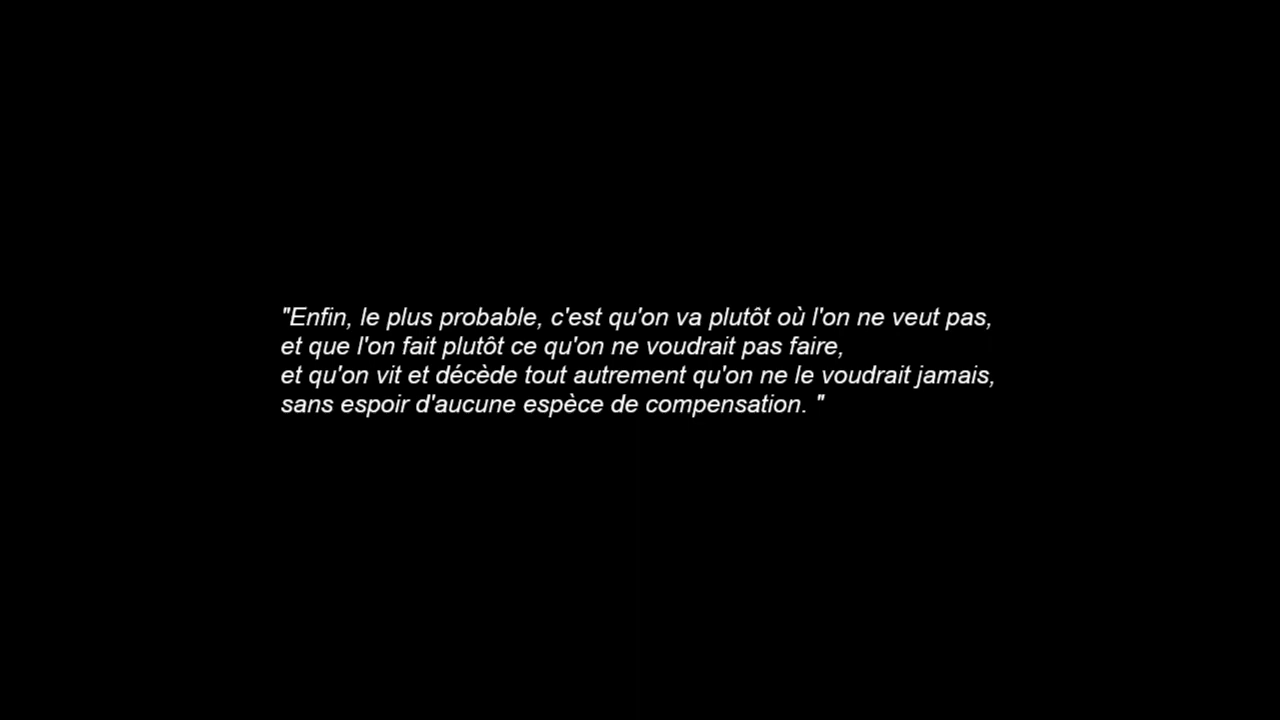 "Enfin, le plus probable, c'est qu'on va plutôt où l'on ne veut pas,
et que l'on fait plutôt ce qu'on ne voudrait pas faire,
et qu'on vit et décède tout autrement qu'on ne le voudrait jamais,
sans espoir d'aucune espèce de compensation. "